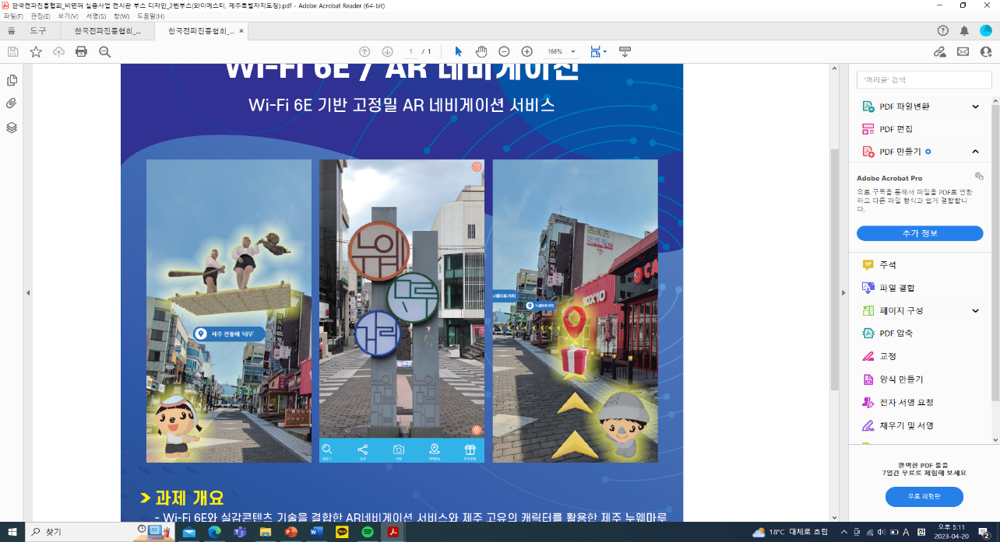 한국전파진흥협회_비면허 실증사업 전시관 부스 디자인_2번부스(와이에스티, 제주특별자치도청).pdf - Adobe Acrobat Reader (64-bit)
파일(F) 편집(E) 보기(V) 서명(S) 창(W) 도움말(H)
홈 도구 한국전파진흥협회_... 한국전파진흥협회_... ×
1 / 1 166%
Wi-Fi 6E / AR 네비게이션
Wi-Fi 6E 기반 고정밀 AR 네비게이션 서비스
제주 전통배 '테우'
누웨마루거리
누웨마루거리
BAR
BAR
10X10
CA
> 과제 개요
- Wi-Fi 6E와 실감콘텐츠 기술을 결합한 AR네비게이션 서비스와 제주 고유의 캐릭터를 활용한 제주 누웨마루
'머리글' 검색
PDF 파일변환
PDF 편집
PDF 만들기
Adobe Acrobat Pro
유료 구독을 통해서 파일을 PDF로 변환
하고 다른 파일 형식과 쉽게 결합합니
다.
추가 정보
주석
파일 결합
페이지 구성
PDF 압축
교정
양식 만들기
전자 서명 요청
채우기 및 서명
완벽한 PDF 툴을
7일간 무료로 체험해 보세요
무료 체험판
찾기
TALK
18°C 대체로 흐림
A
오후 5:11
2023-04-20
2